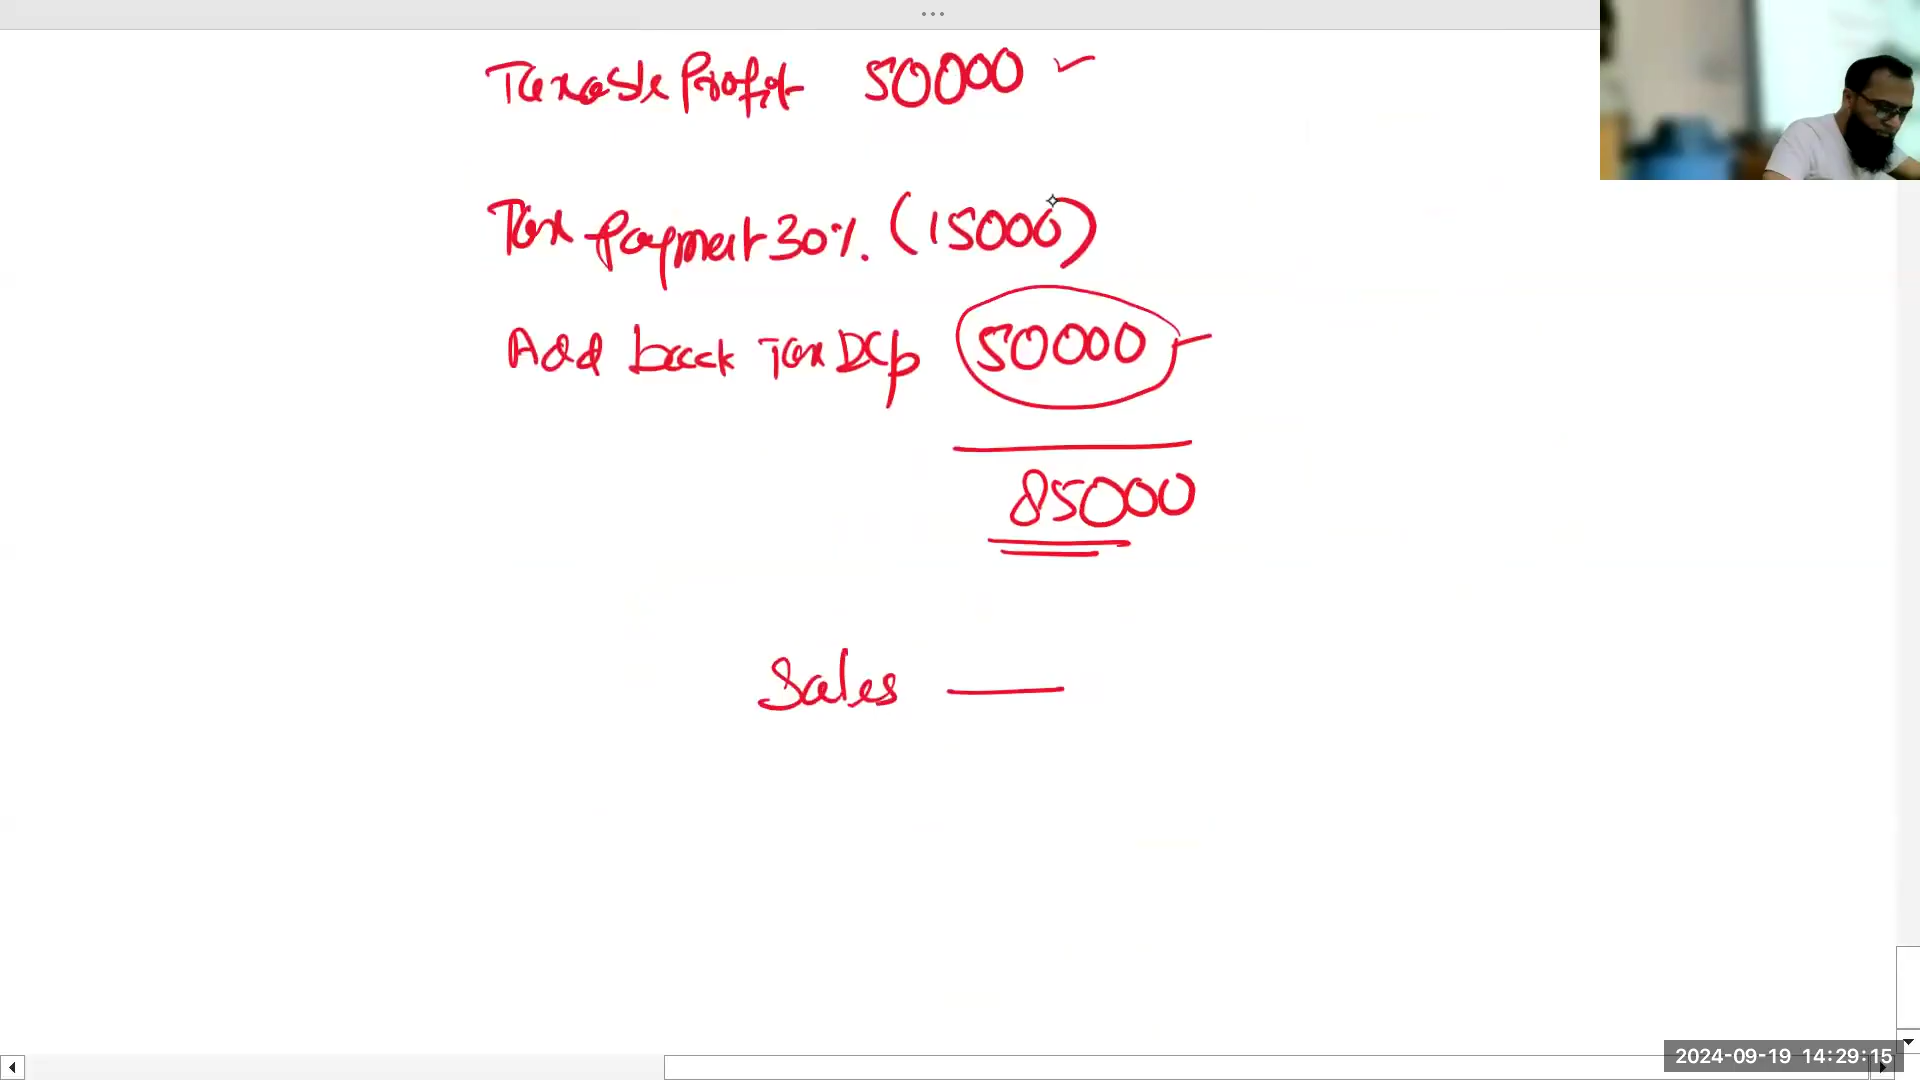 Taxable Profit 50000 ✓
Tax payment 30%. (15000)
Add back Tax Dep 50000
85000
Sales
2024-09-19 14:29:15